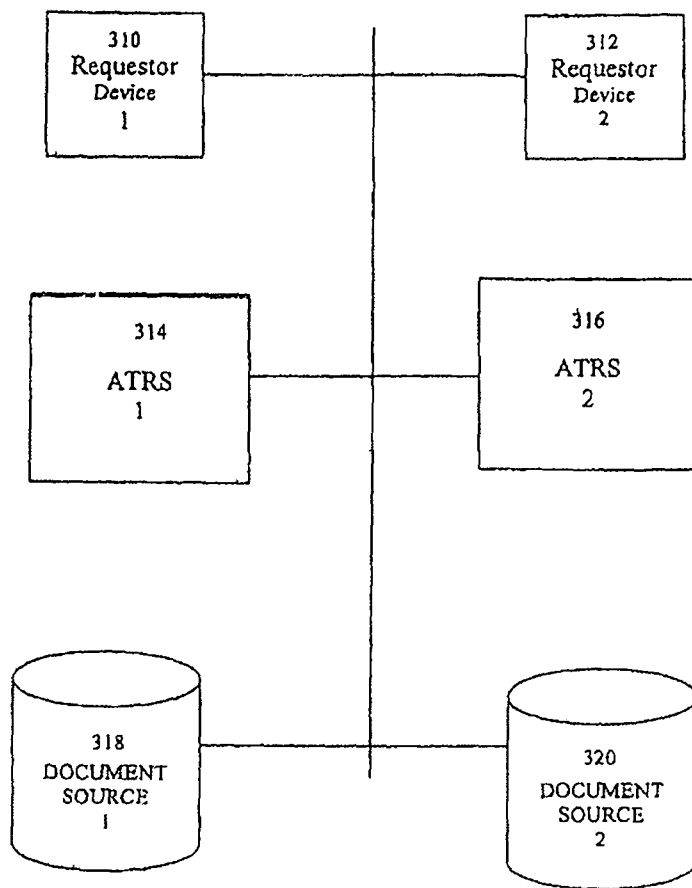 310
Requestor
Device
1
312
Requestor
Device
2
314
ATRS
1
316
ATRS
2
318
DOCUMENT
SOURCE
1
320
DOCUMENT
SOURCE
2